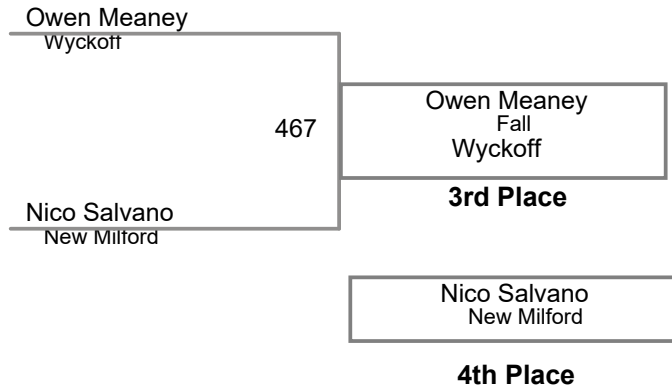 Owen Meaney
Wyckoff
467
Owen Meaney
Fall
Wyckoff
3rd Place
Nico Salvano
New Milford
Nico Salvano
New Milford
4th Place